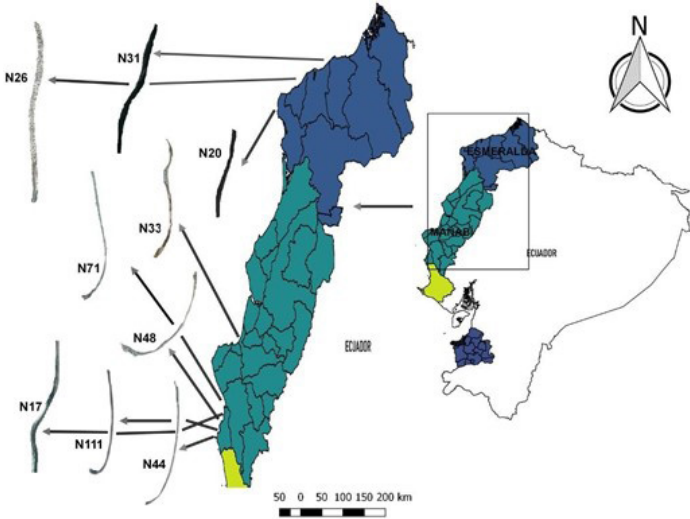 N
N31
N26
N20
ESMERALDA
N33
MANABI
N71
ECUADOR
N48
ECUADOR
N17
N111
N44
50 0 50 100 150 200 km